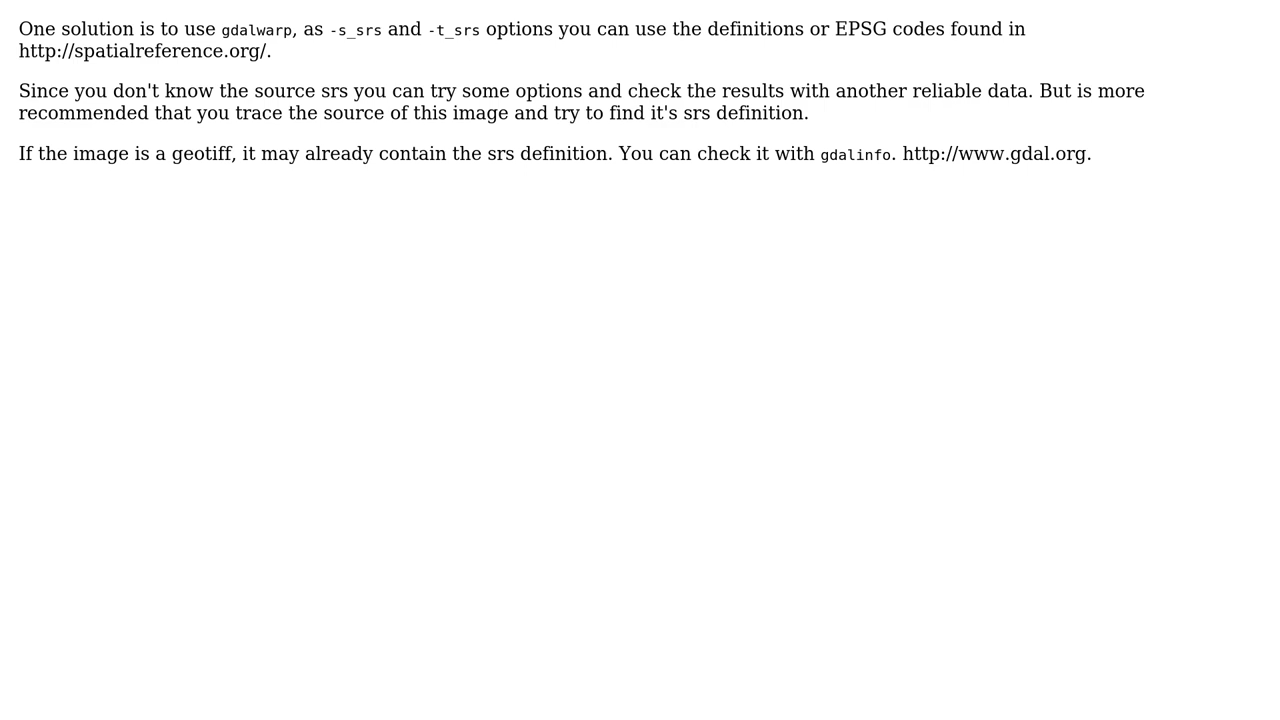 One solution is to use gdalwarp, as -s_srs and -t_srs options you can use the definitions or EPSG codes found in
http://spatialreference.org/.
Since you don't know the source srs you can try some options and check the results with another reliable data. But is more
recommended that you trace the source of this image and try to find it's srs definition.
If the image is a geotiff, it may already contain the srs definition. You can check it with gdalinfo. http://www.gdal.org.